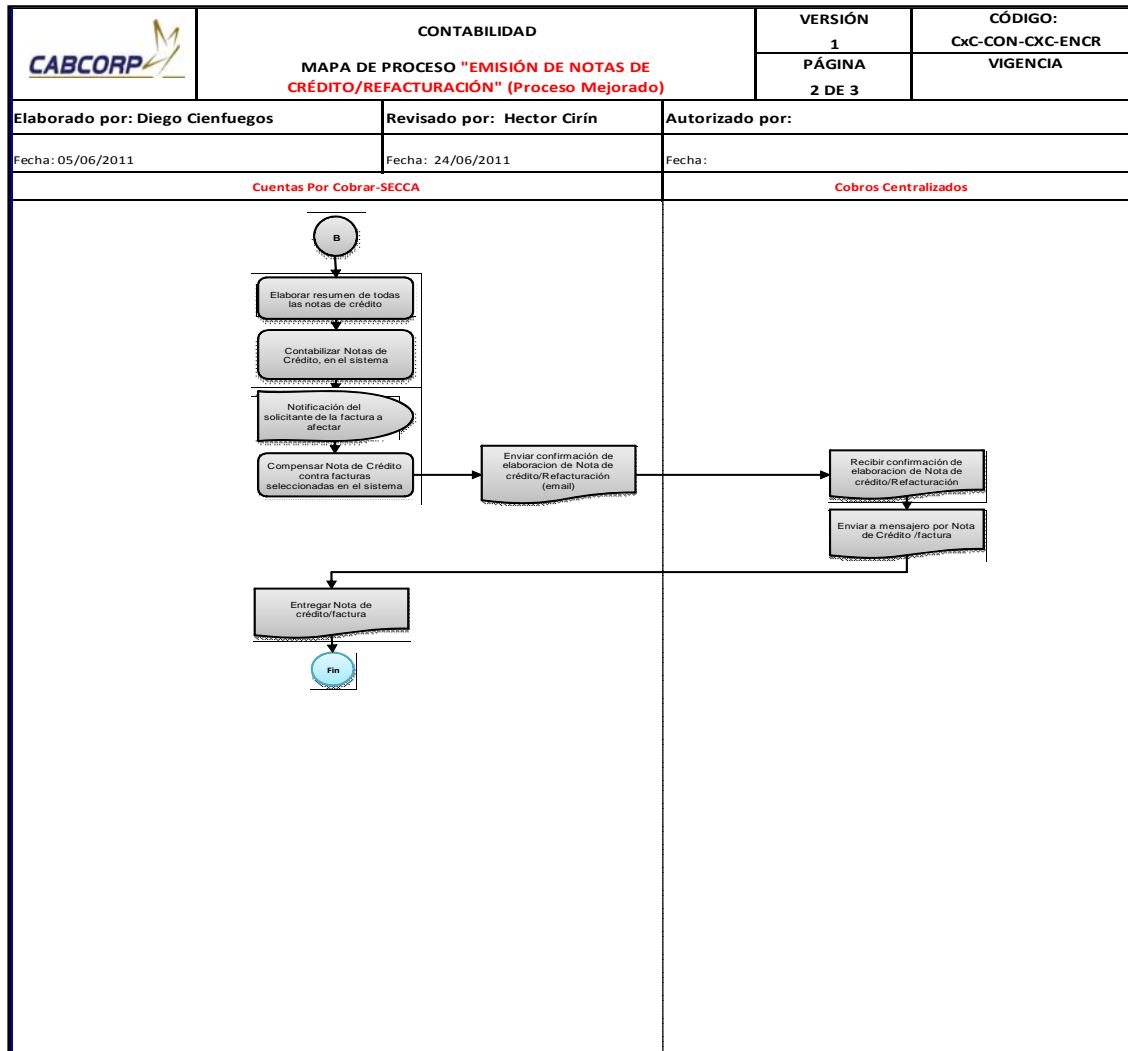 CABCORP
CONTABILIDAD
MAPA DE PROCESO "EMISIÓN DE NOTAS DE
CRÉDITO/REFACTURACIÓN" (Proceso Mejorado)
VERSIÓN
1
CÓDIGO:
CxC-CON-CXC-ENCR
PÁGINA
2 DE 3
VIGENCIA
Elaborado por: Diego Cienfuegos
Revisado por: Hector Cirín
Autorizado por:
Fecha: 05/06/2011
Fecha: 24/06/2011
Fecha:
Cuentas Por Cobrar-SECCA
Cobros Centralizados
B
Elaborar resumen de todas
las notas de crédito
Contabilizar Notas de
Crédito, en el sistema
Notificación del
solicitante de la factura a
afectar
Compensar Nota de Crédito
contra facturas
seleccionadas en el sistema
Enviar confirmación de
elaboracion de Nota de
crédito/Refacturación
(email)
Recibir confirmación de
elaboracion de Nota de
crédito/Refacturación
Enviar a mensajero por Nota
de Crédito /factura
Entregar Nota de
crédito/factura
Fin